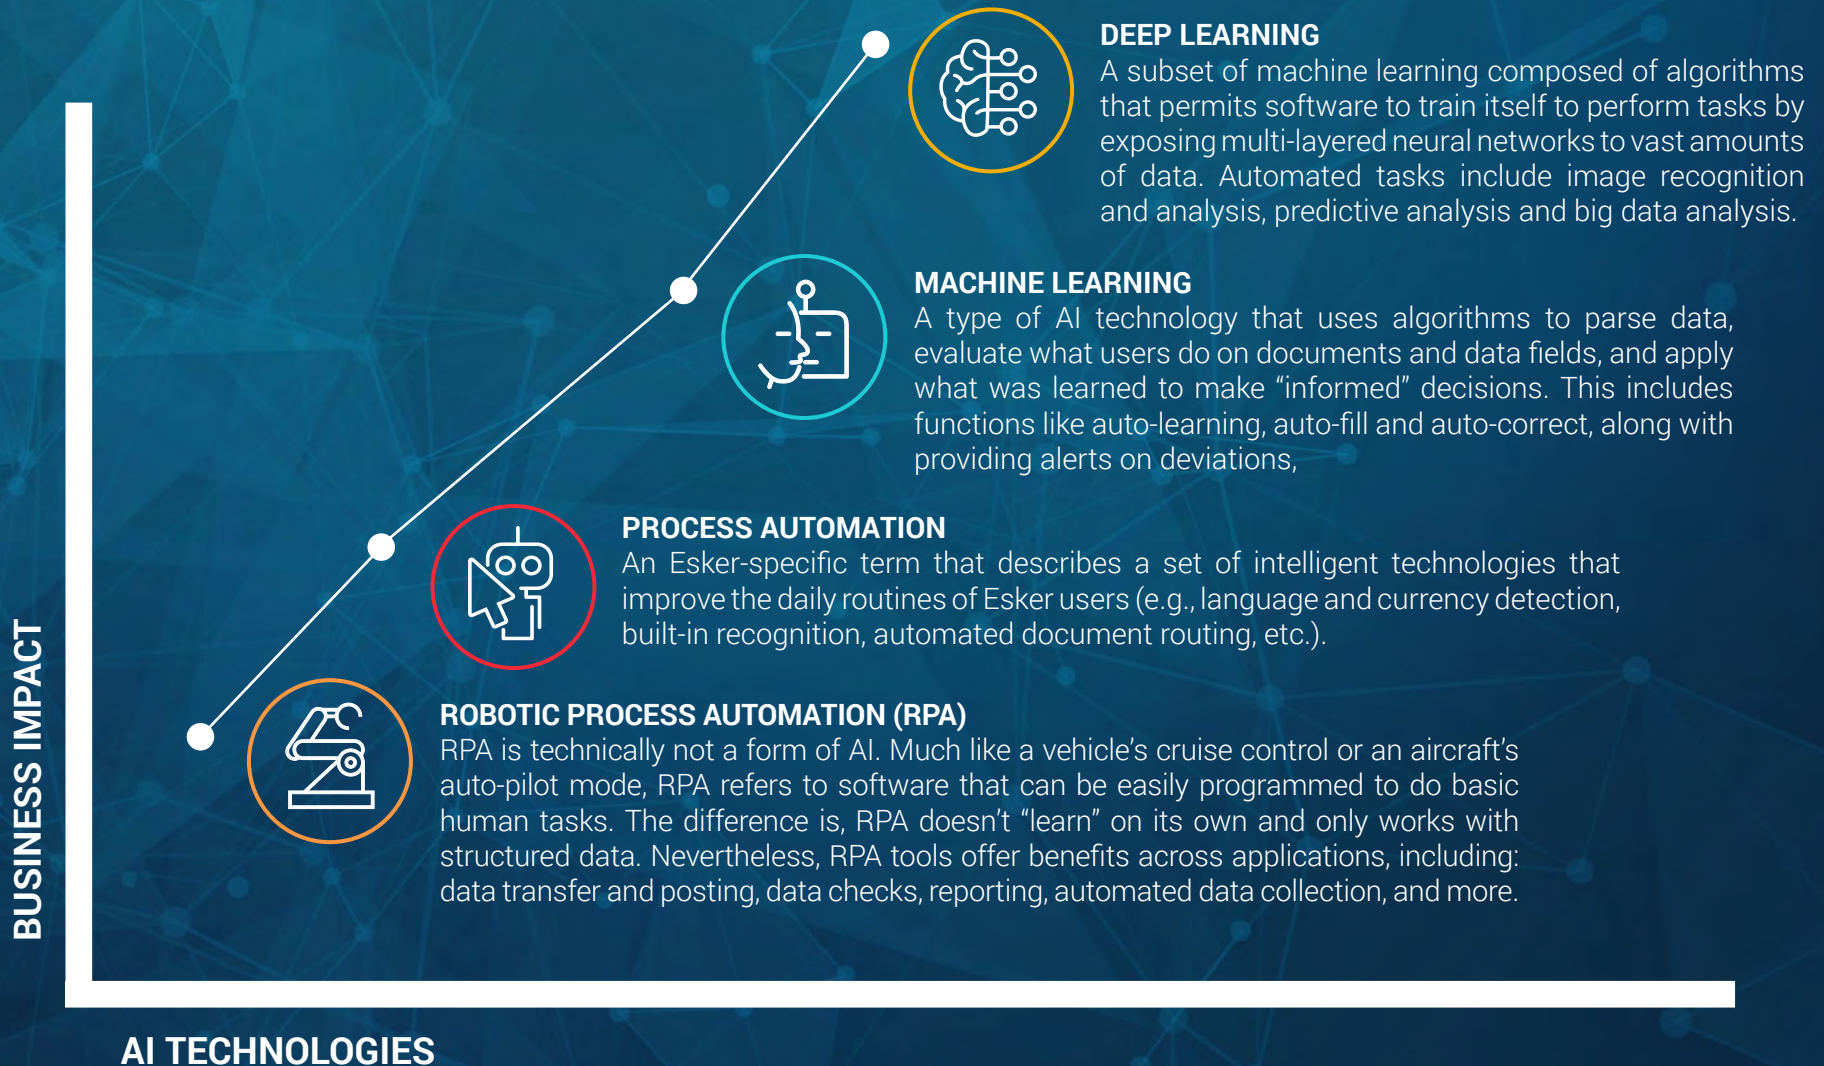 DEEP LEARNING
A subset of machine learning composed of algorithms
that permits software to train itself to perform tasks by
exposing multi-layered neural networks to vast amounts
of data. Automated tasks include image recognition
and analysis, predictive analysis and big data analysis.
MACHINE LEARNING
A type of AI technology that uses algorithms to parse data,
evaluate what users do on documents and data fields, and apply
what was learned to make “informed” decisions. This includes
functions like auto-learning, auto-fill and auto-correct, along with
providing alerts on deviations,
PROCESS AUTOMATION
An Esker-specific term that describes a set of intelligent technologies that
improve the daily routines of Esker users (e.g., language and currency detection,
built-in recognition, automated document routing, etc.).
ROBOTIC PROCESS AUTOMATION (RPA)
RPA is technically not a form of AI. Much like a vehicle’s cruise control or an aircraft’s
auto-pilot mode, RPA refers to software that can be easily programmed to do basic
human tasks. The difference is, RPA doesn’t “learn” on its own and only works with
structured data. Nevertheless, RPA tools offer benefits across applications, including:
data transfer and posting, data checks, reporting, automated data collection, and more.
BUSINESS IMPACT
AI TECHNOLOGIES